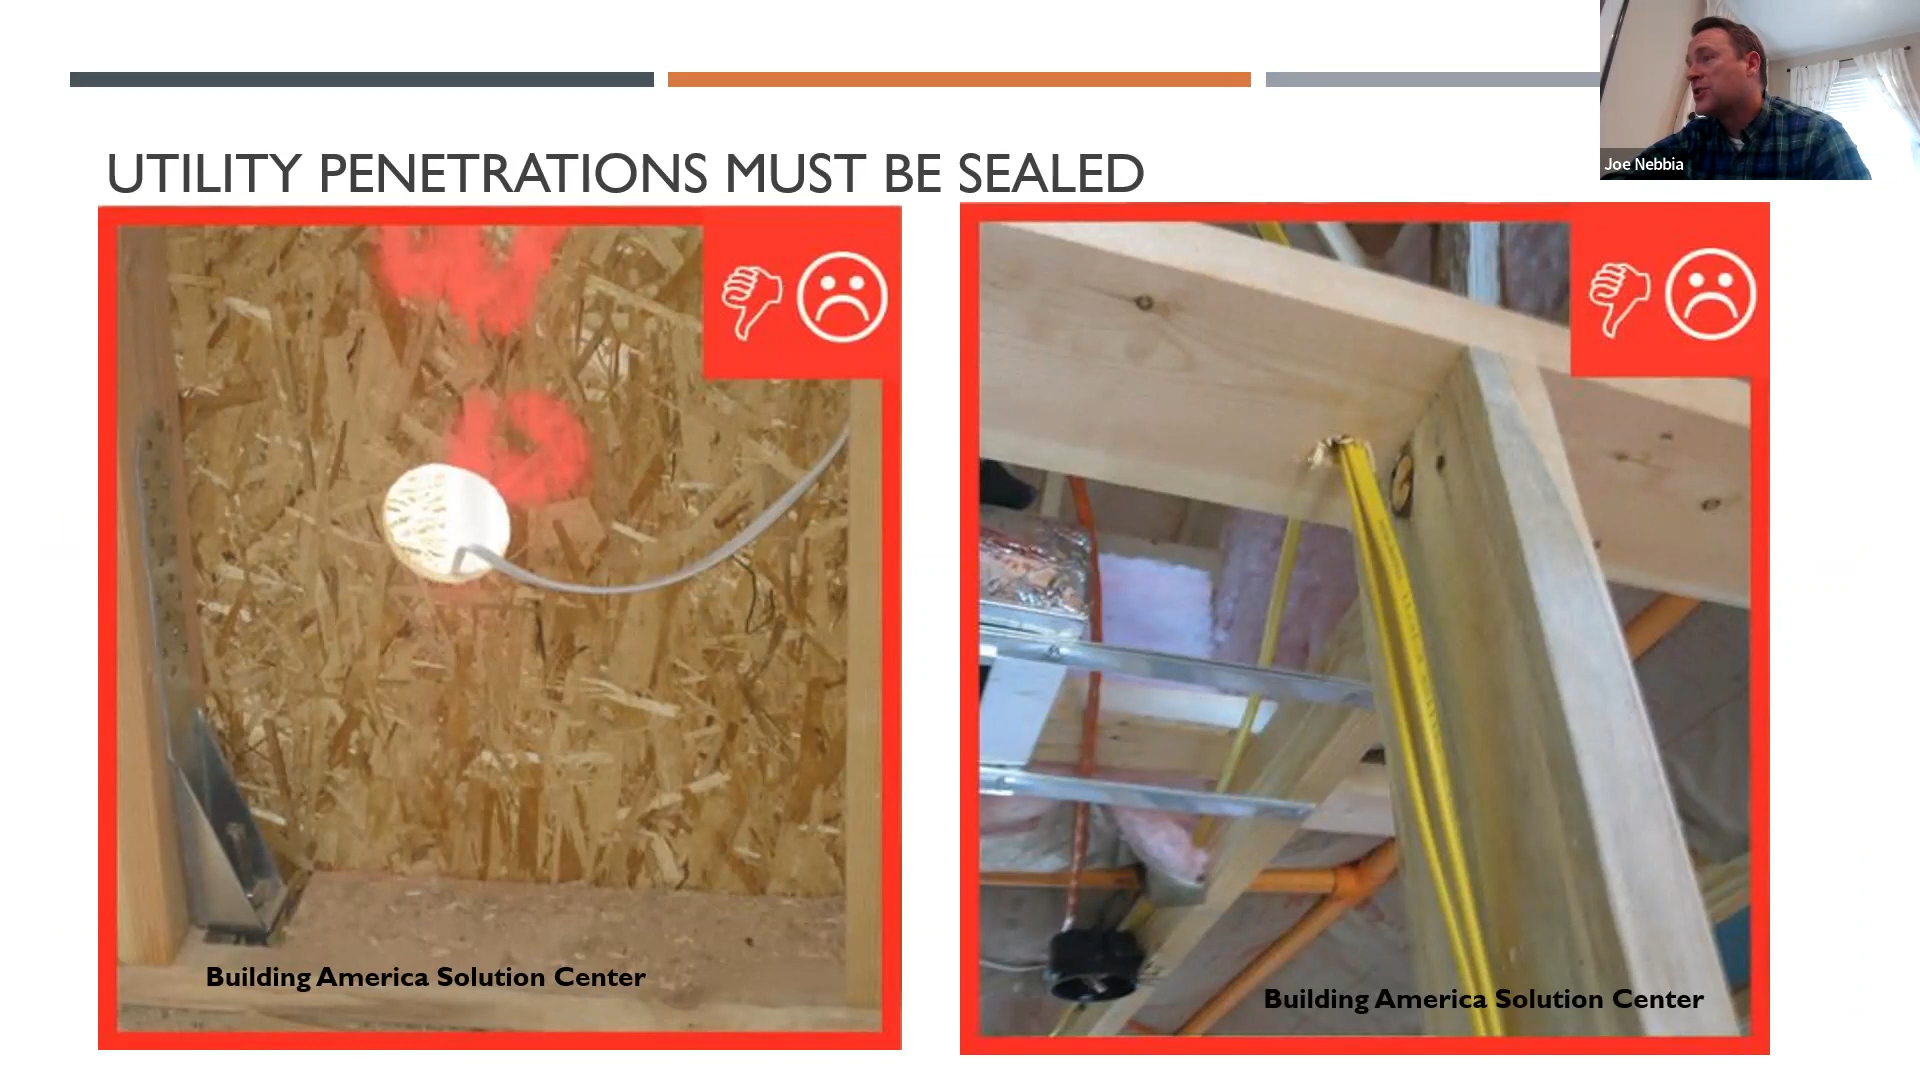 UTILITY PENETRATIONS MUST BE SEALED
Joe Nebbia
Building America Solution Center
Building America Solution Center